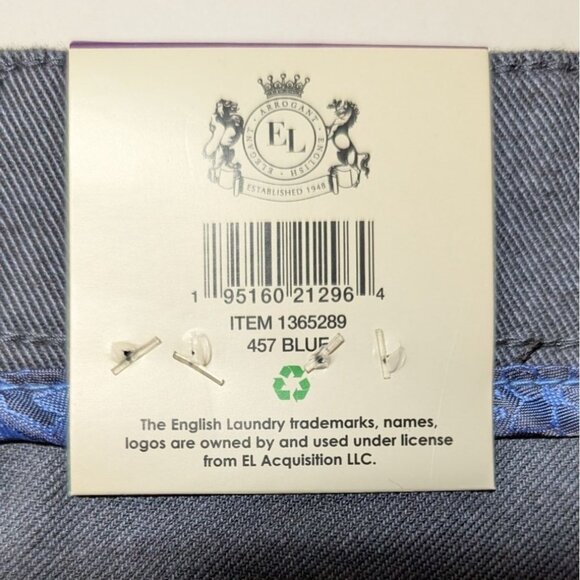 ARROGANT · ENGLISH · ELEGANT
EL
ESTABLISHED 1948
1 95160 21296 4
ITEM 1365289
457 BLUE
The English Laundry trademarks, names,
logos are owned by and used under license
from EL Acquisition LLC.